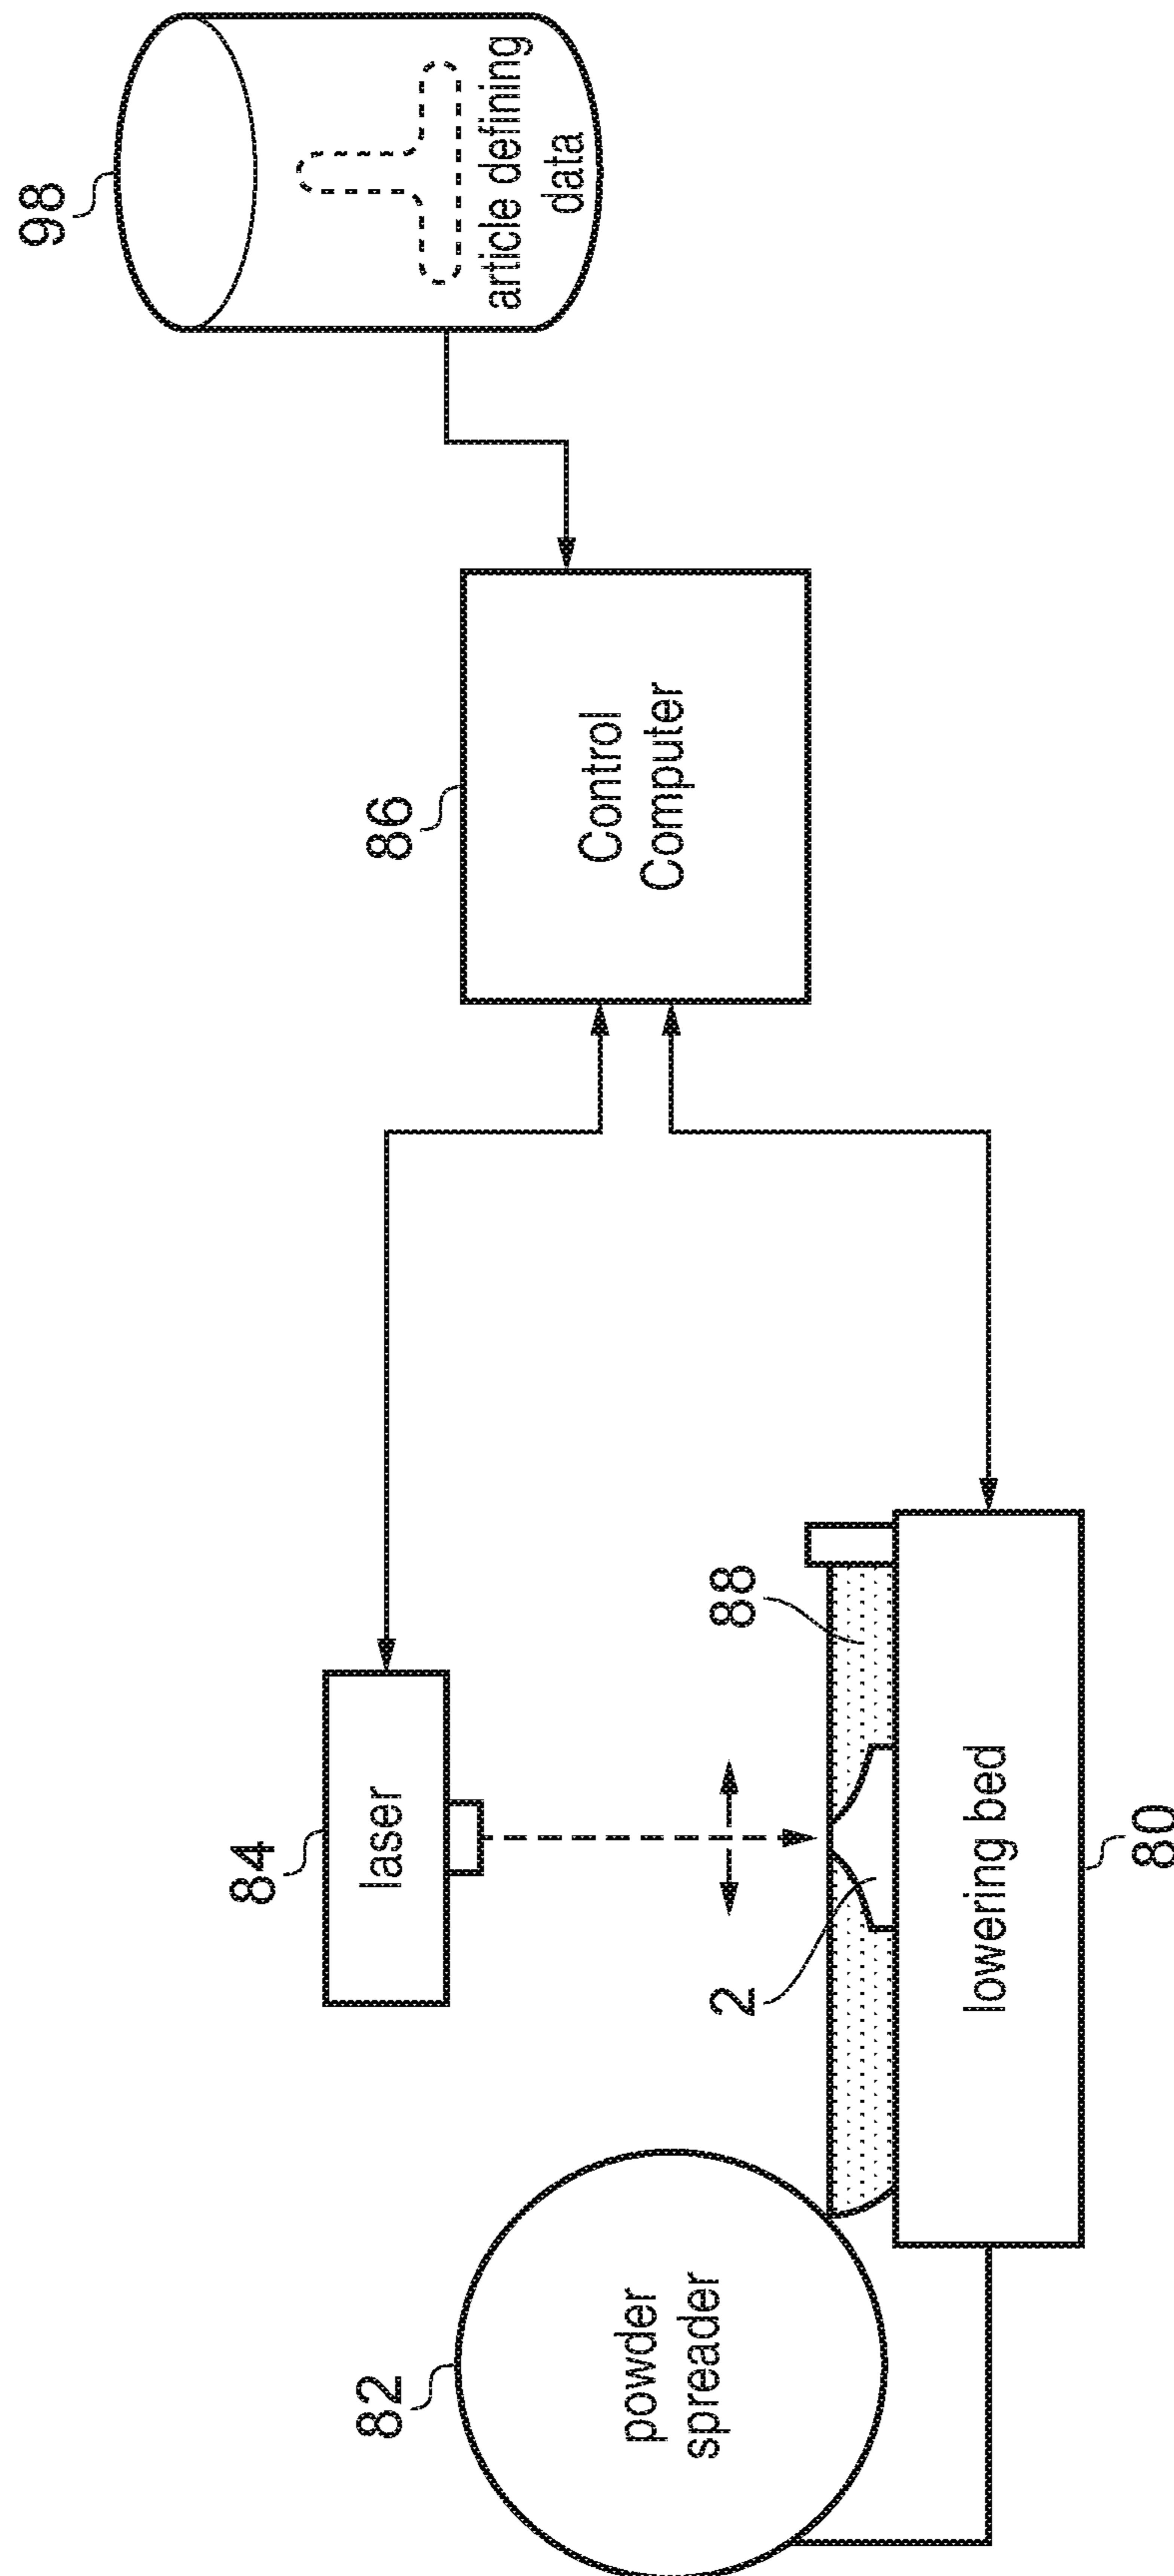 98
article defining
data
86
Control
Computer
84
laser
88
2
82
powder
spreader
lowering bed
80